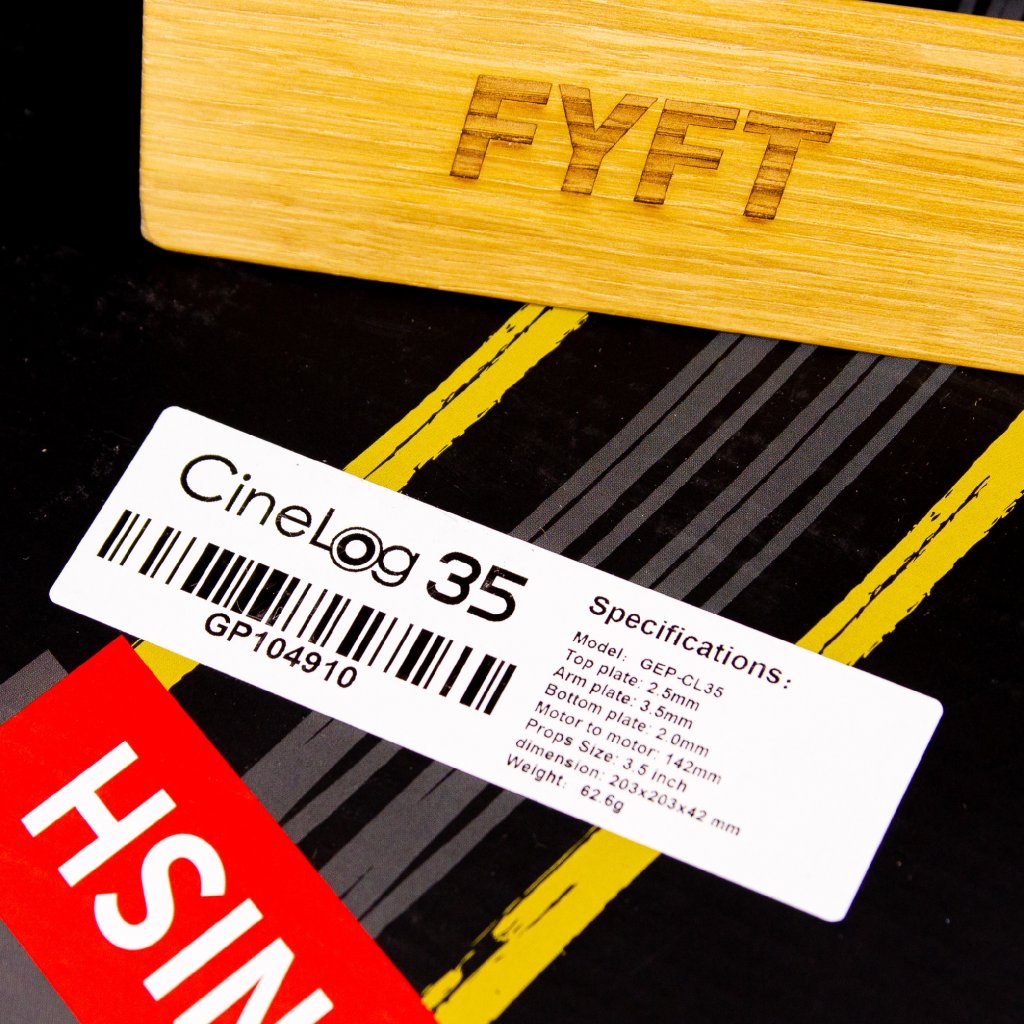 FYFT
CineLog 35
GP104910
Specifications:
Model: GEP-CL35
Top plate: 2.5mm
Arm plate: 3.5mm
Bottom plate: 2.0mm
Motor to motor: 142mm
Props Size: 3.5 inch
dimension: 203x203x42 mm
Weight: 62.6g
HSIN